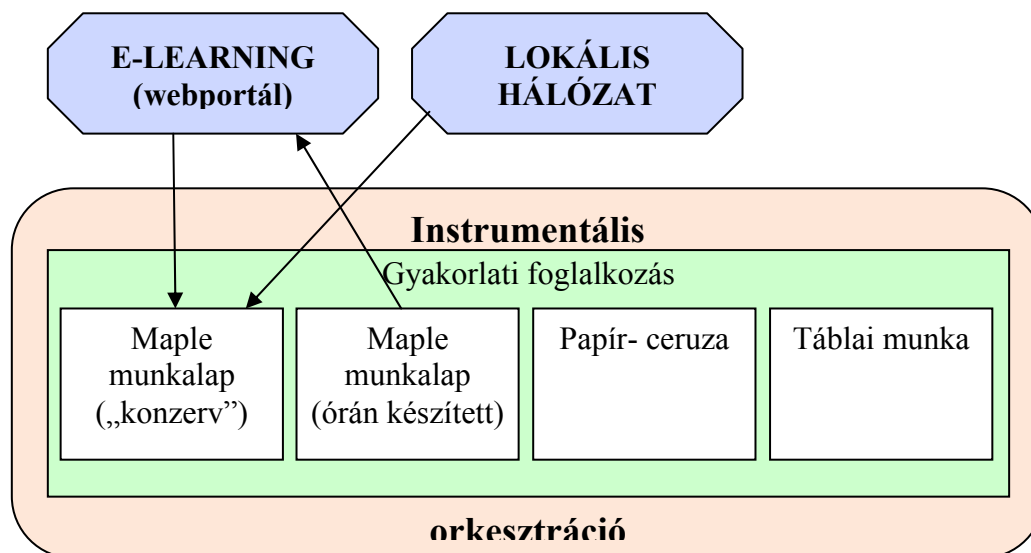 E-LEARNING
(webportál)
LOKÁLIS
HÁLÓZAT
Instrumentális
Gyakorlati foglalkozás
Maple
munkalap
(„konzerv”)
Maple
munkalap
(órán készített)
Papír- ceruza
Táblai munka
orkesztráció